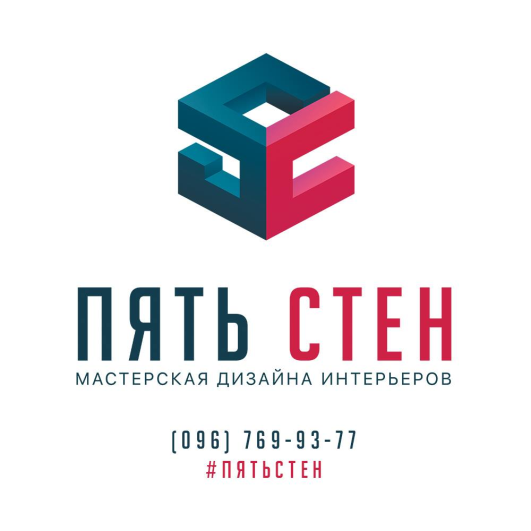 ПЯТЬ СТЕН
МАСТЕРСКАЯ ДИЗАЙНА ИНТЕРЬЕРОВ
(096) 769-93-77
#ПЯТЬСТЕН